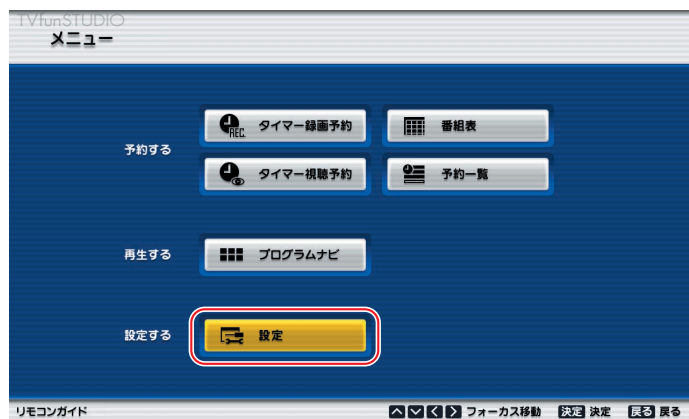 TVfunSTUDIO
メニュー
予約する
REC タイマー録画予約
番組表
タイマー視聴予約
予約一覧
再生する
プログラムナビ
設定する
設定
リモコンガイド
フォーカス移動 決定 決定 戻る 戻る